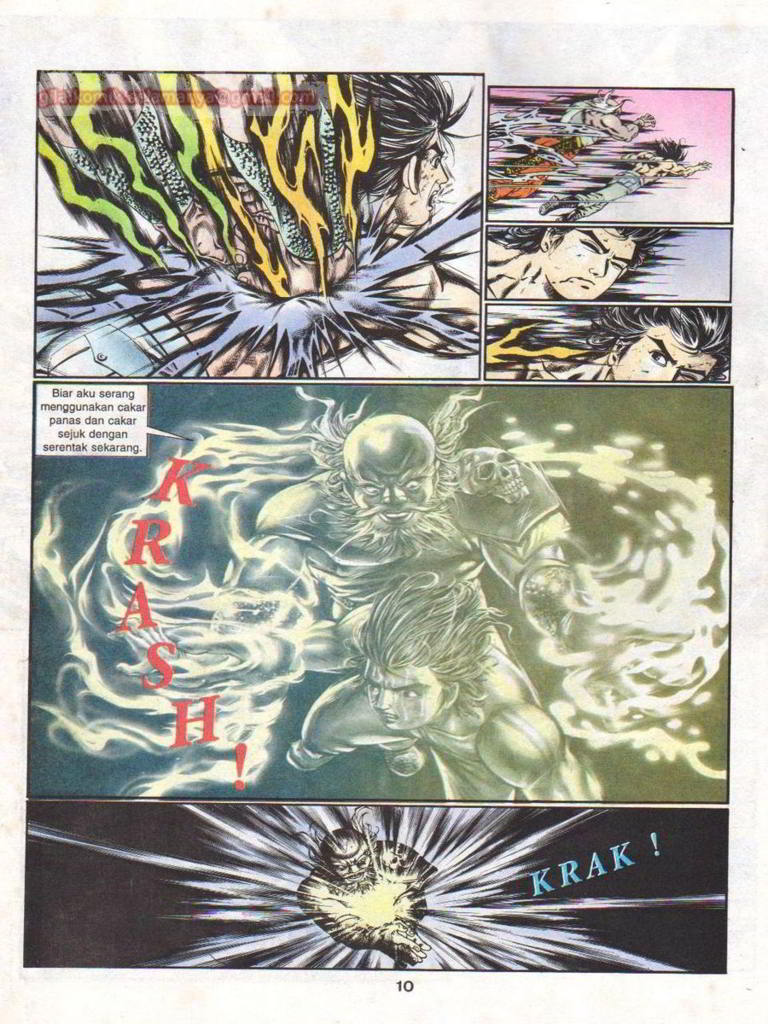 Biar aku serang
menggunakan cakar
panas dan cakar
sejuk dengan
serentak sekarang.
KRASH!
KRAK !
10